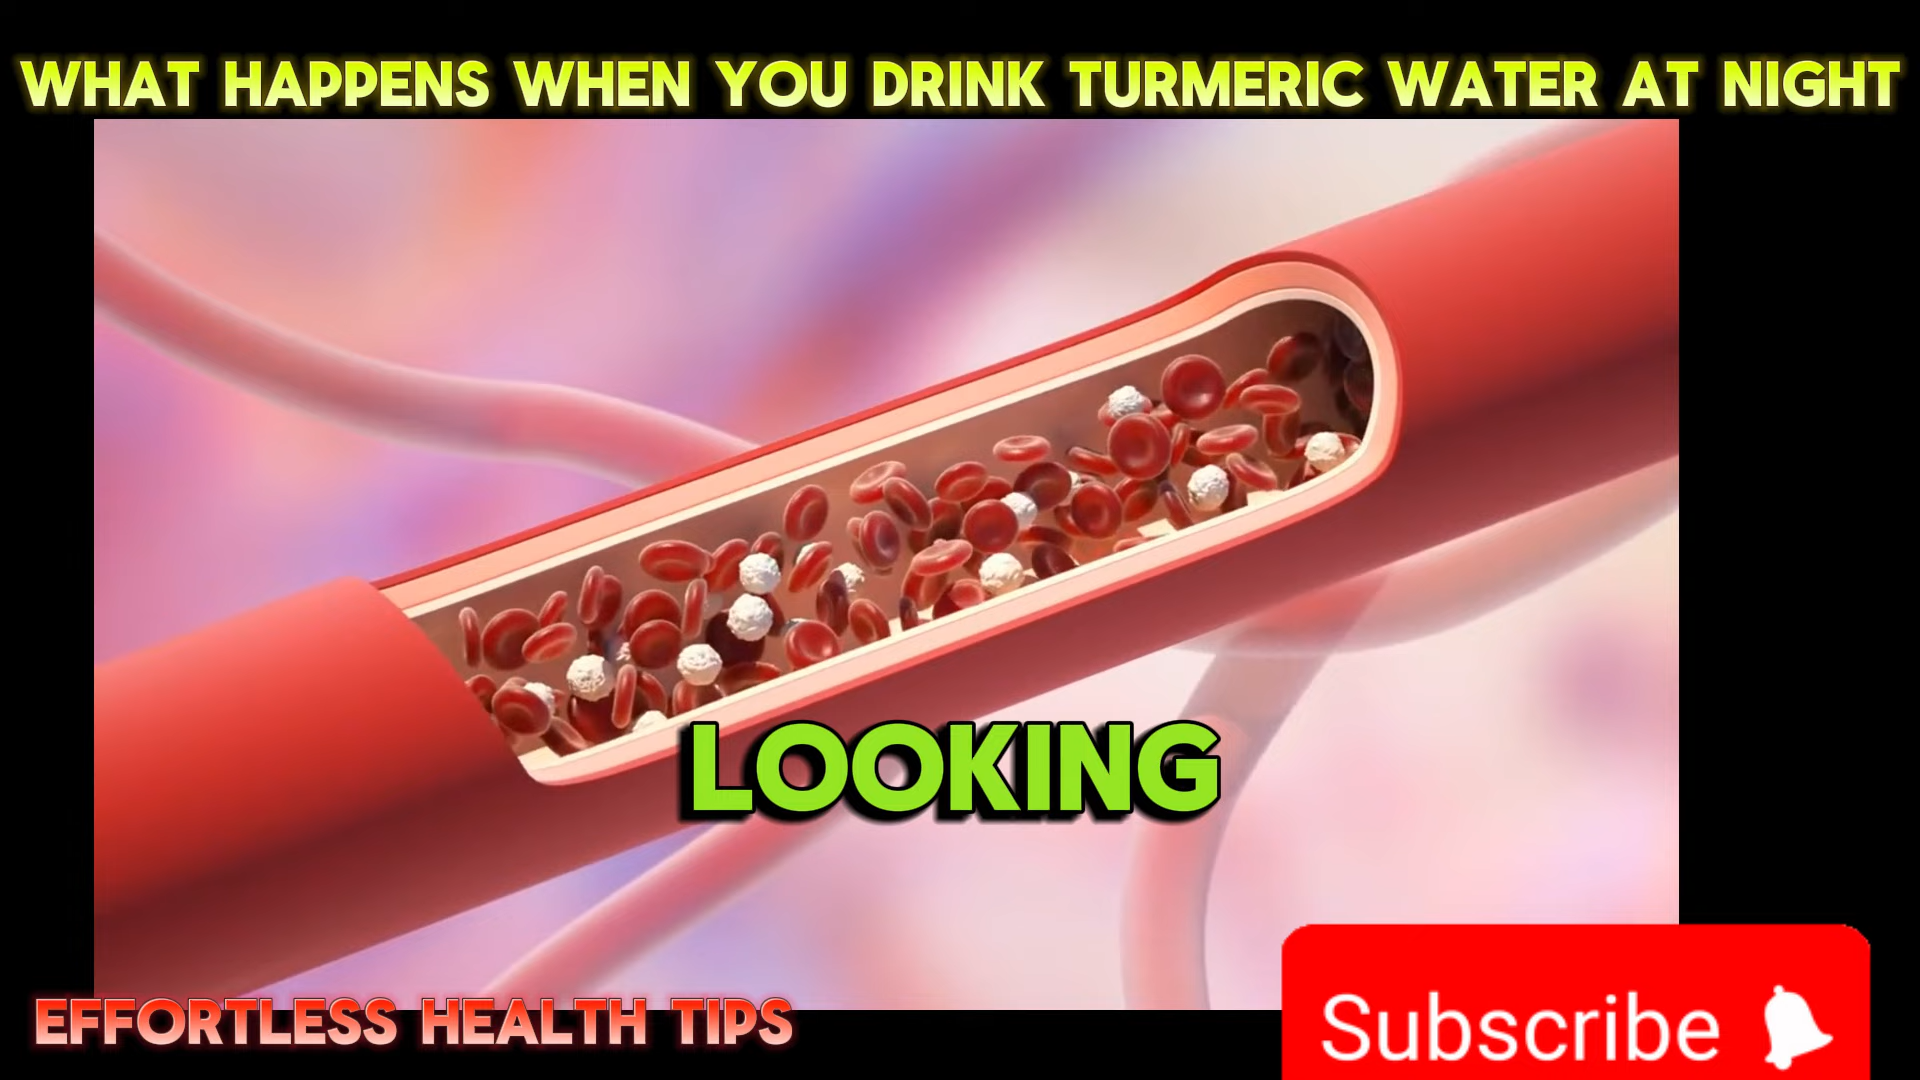 WHAT HAPPENS WHEN YOU DRINK TURMERIC WATER AT NIGHT
LOOKING
EFFORTLESS HEALTH TIPS
Subscribe